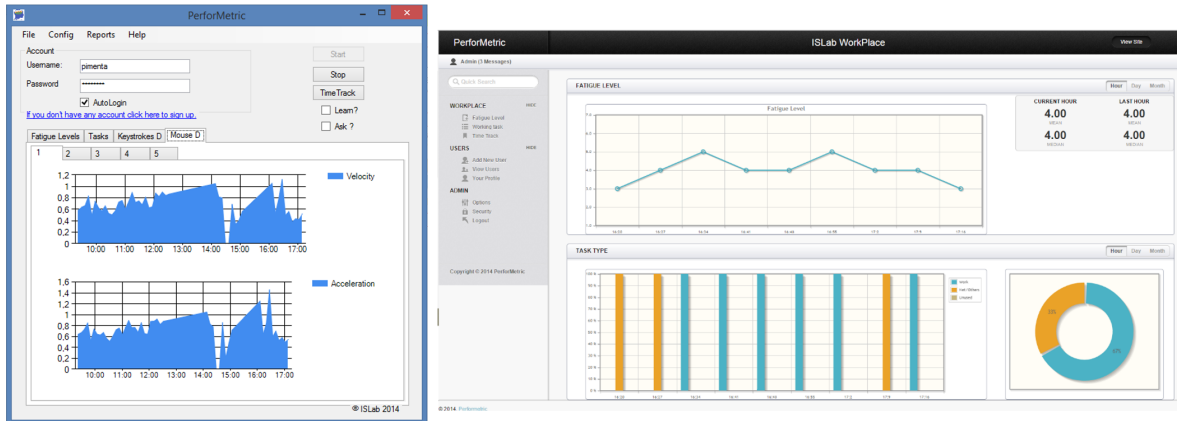 PerforMetric
File Config Reports Help
Account
Username: pimenta
Password ********
AutoLogin
If you don't have any account click here to sign up.
Start
Stop
TimeTrack
Learn?
Ask ?
Fatigue Levels Tasks Keystrokes D Mouse D
1 2 3 4 5
1,2
1
0,8
0,6
0,4
0,2
0
10:00 11:00 12:00 13:00 14:00 15:00 16:00 17:00
Velocity
1,6
1,4
1,2
1
0,8
0,6
0,4
0,2
0
10:00 11:00 12:00 13:00 14:00 15:00 16:00 17:00
Acceleration
© ISLab 2014
PerforMetric ISLab WorkPlace View Site
Admin (3 Messages)
Quick Search
WORKPLACE HIDE
Fatigue Level
Working task
Time Track
USERS HIDE
Add New User
View Users
Your Profile
ADMIN
Options
Security
Logout
Copyright © 2014 PerforMetric
FATIGUE LEVEL Hour Day Month
Fatigue Level
CURRENT HOUR LAST HOUR
4.00 4.00
MEAN MEAN
4.00 4.00
MEDIAN MEDIAN
TASK TYPE Hour Day Month
Work
© 2014 Performetric